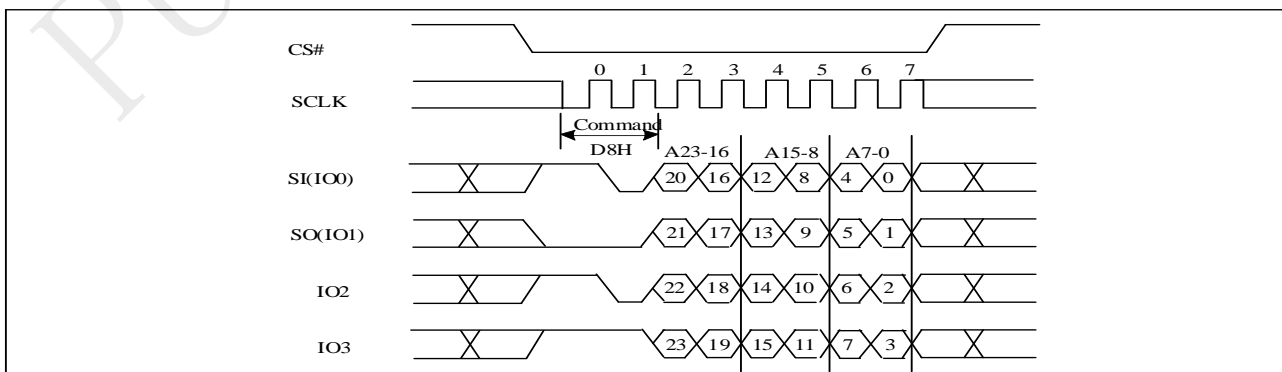 PU
CS#
0 1 2 3 4 5 6 7
SCLK
Command
D8H A23-16 A15-8 A7-0
SI(IO0) 20 16 12 8 4 0
SO(IO1) 21 17 13 9 5 1
IO2 22 18 14 10 6 2
IO3 23 19 15 11 7 3